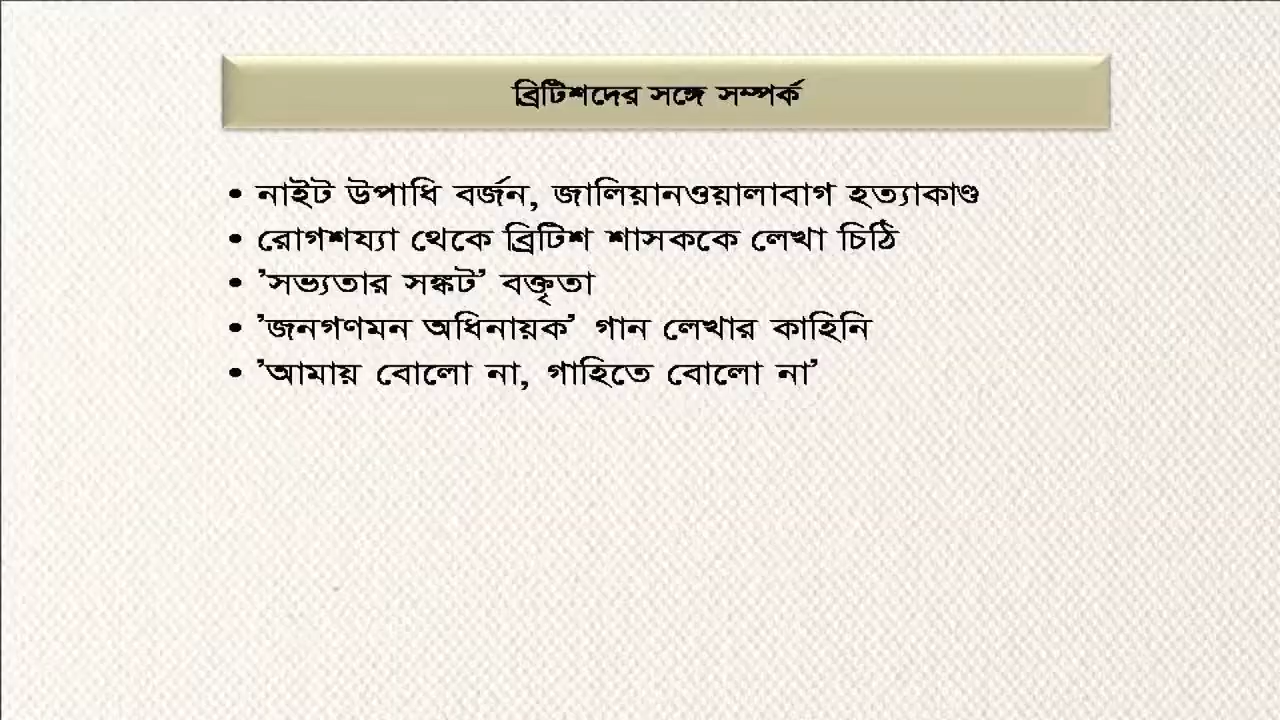 ব্রিটিশদের সঙ্গে সম্পর্ক
• নাইট উপাধি বর্জন, জালিয়ানওয়ালাবাগ হত্যাকাণ্ড
• রোগশয্যা থেকে ব্রিটিশ শাসককে লেখা চিঠি
• ’সভ্যতার সঙ্কট’ বক্তৃতা
• ’জনগণমন অধিনায়ক’ গান লেখার কাহিনি
• ’আমায় বোলো না, গাহিতে বোলো না’